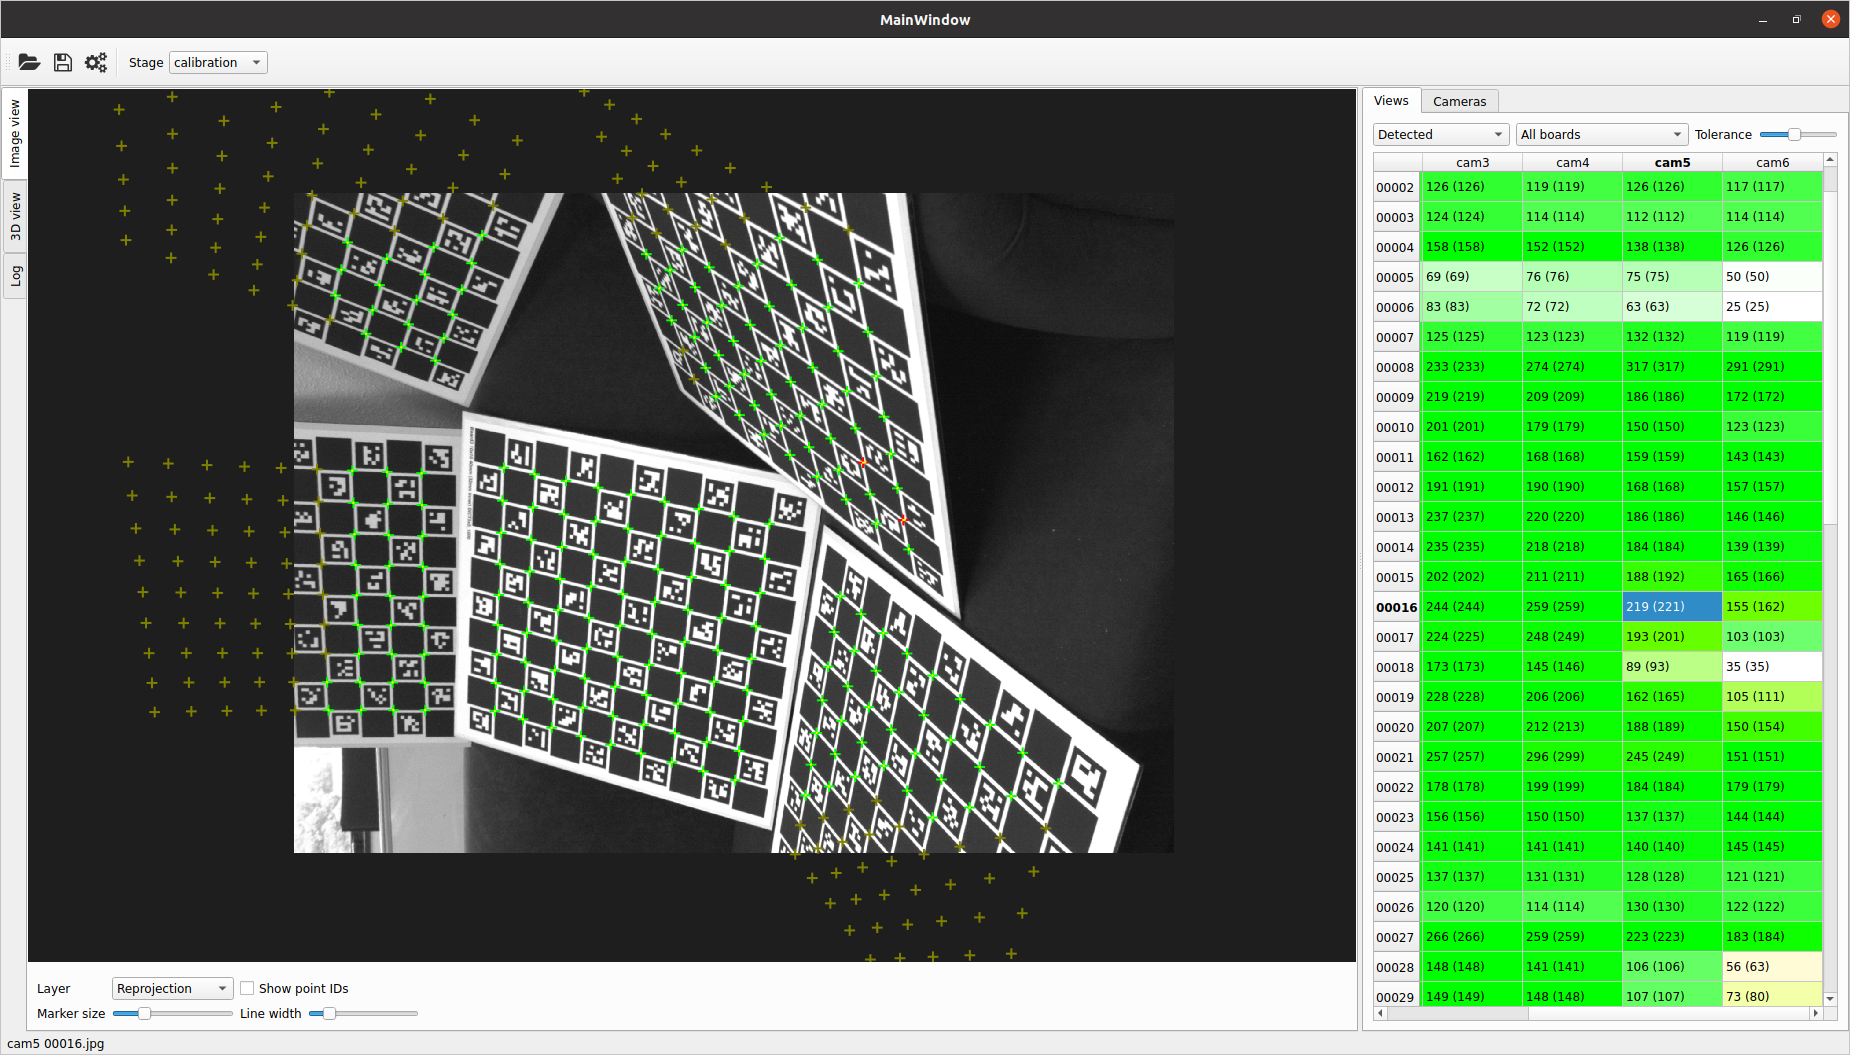 MainWindow
Stage calibration
Image view
3D view
Log
Views Cameras
Detected All boards Tolerance
cam3 cam4 cam5 cam6
00002 126 (126) 119 (119) 126 (126) 117 (117)
00003 124 (124) 114 (114) 112 (112) 114 (114)
00004 158 (158) 152 (152) 138 (138) 126 (126)
00005 69 (69) 76 (76) 75 (75) 50 (50)
00006 83 (83) 72 (72) 63 (63) 25 (25)
00007 125 (125) 123 (123) 132 (132) 119 (119)
00008 233 (233) 274 (274) 317 (317) 291 (291)
00009 219 (219) 209 (209) 186 (186) 172 (172)
00010 201 (201) 179 (179) 150 (150) 123 (123)
00011 162 (162) 168 (168) 159 (159) 143 (143)
00012 191 (191) 190 (190) 168 (168) 157 (157)
00013 237 (237) 220 (220) 186 (186) 146 (146)
00014 235 (235) 218 (218) 184 (184) 139 (139)
00015 202 (202) 211 (211) 188 (192) 165 (166)
00016 244 (244) 259 (259) 219 (221) 155 (162)
00017 224 (225) 248 (249) 193 (201) 103 (103)
00018 173 (173) 145 (146) 89 (93) 35 (35)
00019 228 (228) 206 (206) 162 (165) 105 (111)
00020 207 (207) 212 (213) 188 (189) 150 (154)
00021 257 (257) 296 (299) 245 (249) 151 (151)
00022 178 (178) 199 (199) 184 (184) 179 (179)
00023 156 (156) 150 (150) 137 (137) 144 (144)
00024 141 (141) 141 (141) 140 (140) 145 (145)
00025 137 (137) 131 (131) 128 (128) 121 (121)
00026 120 (120) 114 (114) 130 (130) 122 (122)
00027 266 (266) 259 (259) 223 (223) 183 (184)
00028 148 (148) 141 (141) 106 (106) 56 (63)
00029 149 (149) 148 (148) 107 (107) 73 (80)
Layer Reprojection Show point IDs
Marker size Line width
cam5 00016.jpg